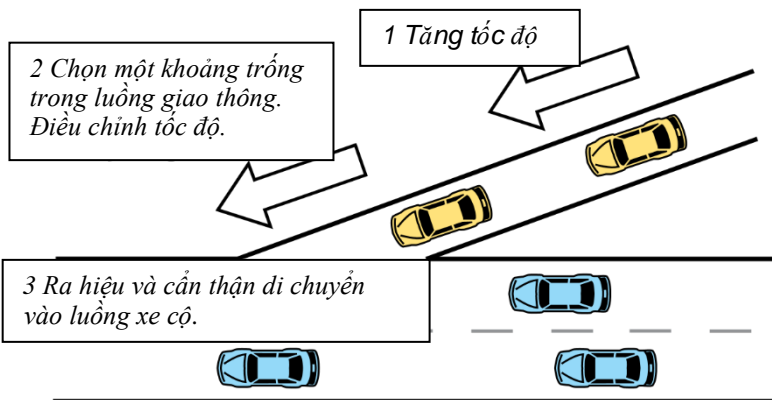 1 Tăng tốc độ
2 Chọn một khoảng trống
trong luồng giao thông.
Điều chỉnh tốc độ.
3 Ra hiệu và cẩn thận di chuyển
vào luồng xe cộ.